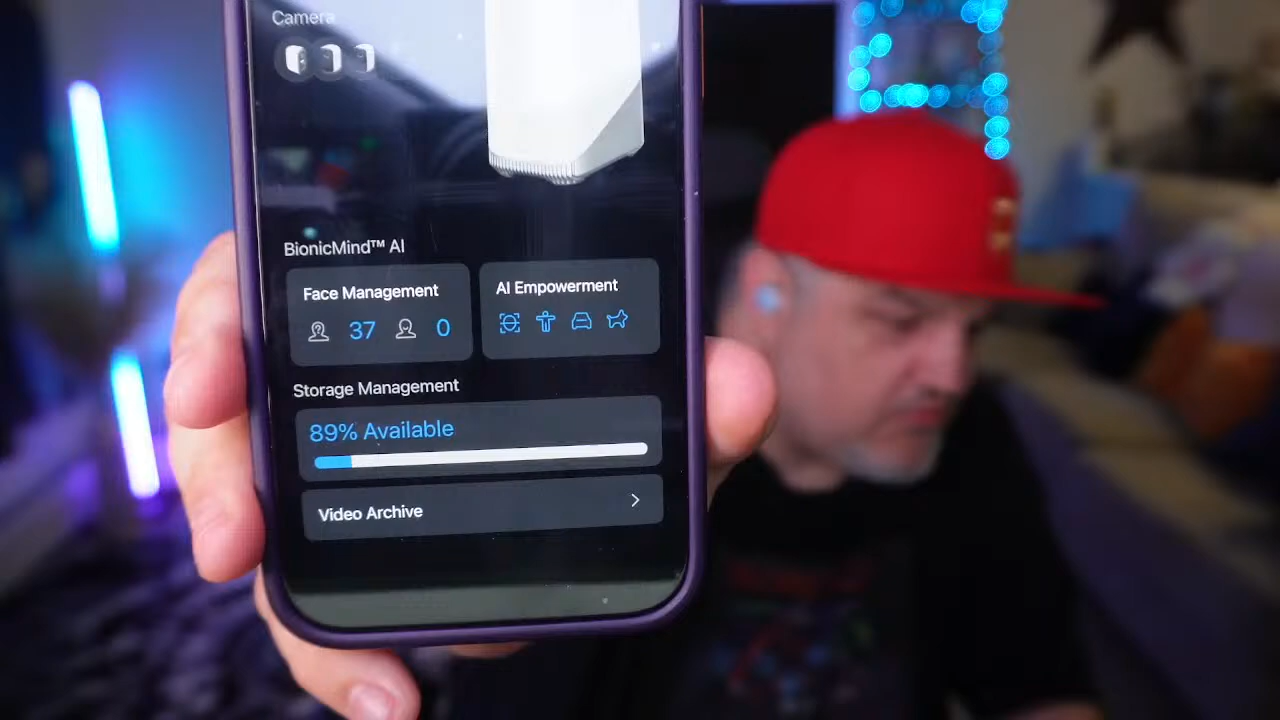 Camera
BionicMind™ AI
Face Management
37 0
AI Empowerment
Storage Management
89% Available
Video Archive